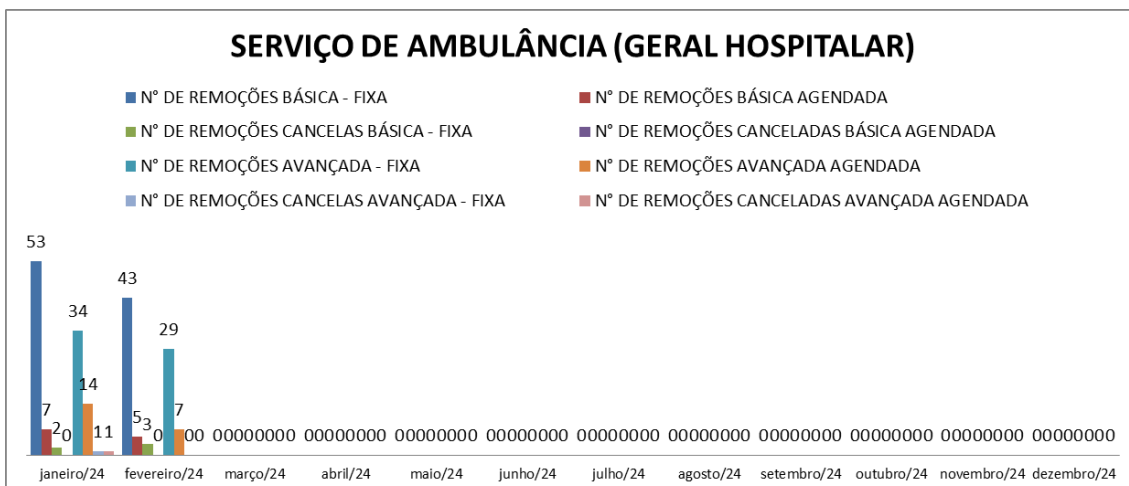 SERVIÇO DE AMBULÂNCIA (GERAL HOSPITALAR)
N° DE REMOÇÕES BÁSICA - FIXA N° DE REMOÇÕES BÁSICA AGENDADA
N° DE REMOÇÕES CANCELAS BÁSICA - FIXA N° DE REMOÇÕES CANCELADAS BÁSICA AGENDADA
N° DE REMOÇÕES AVANÇADA - FIXA N° DE REMOÇÕES AVANÇADA AGENDADA
N° DE REMOÇÕES CANCELAS AVANÇADA - FIXA N° DE REMOÇÕES CANCELADAS AVANÇADA AGENDADA
53
43
34
29
14
7 5 7
2 0 11 3 0 00 00000000 00000000 00000000 00000000 00000000 00000000 00000000 00000000 00000000 00000000
janeiro/24 fevereiro/24 março/24 abril/24 maio/24 junho/24 julho/24 agosto/24 setembro/24 outubro/24 novembro/24 dezembro/24